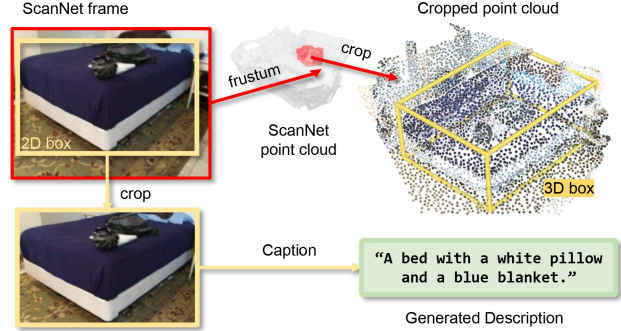 ScanNet frame
Cropped point cloud
frustum
crop
2D box
ScanNet
point cloud
3D box
crop
Caption
“A bed with a white pillow
and a blue blanket.”
Generated Description